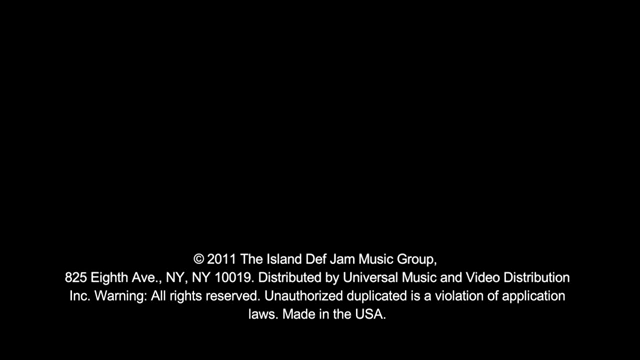 © 2011 The Island Def Jam Music Group,
825 Eighth Ave., NY, NY 10019. Distributed by Universal Music and Video Distribution
Inc. Warning: All rights reserved. Unauthorized duplicated is a violation of application
laws. Made in the USA.